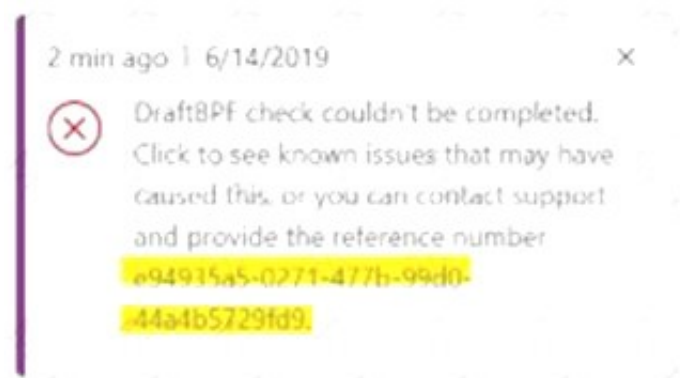 2 min ago | 6/14/2019
DraftBPF check couldn't be completed.
Click to see known issues that may have
caused this, or you can contact support
and provide the reference number
e94935a5-0271-477b-99d0-
44a4b5729fd9.